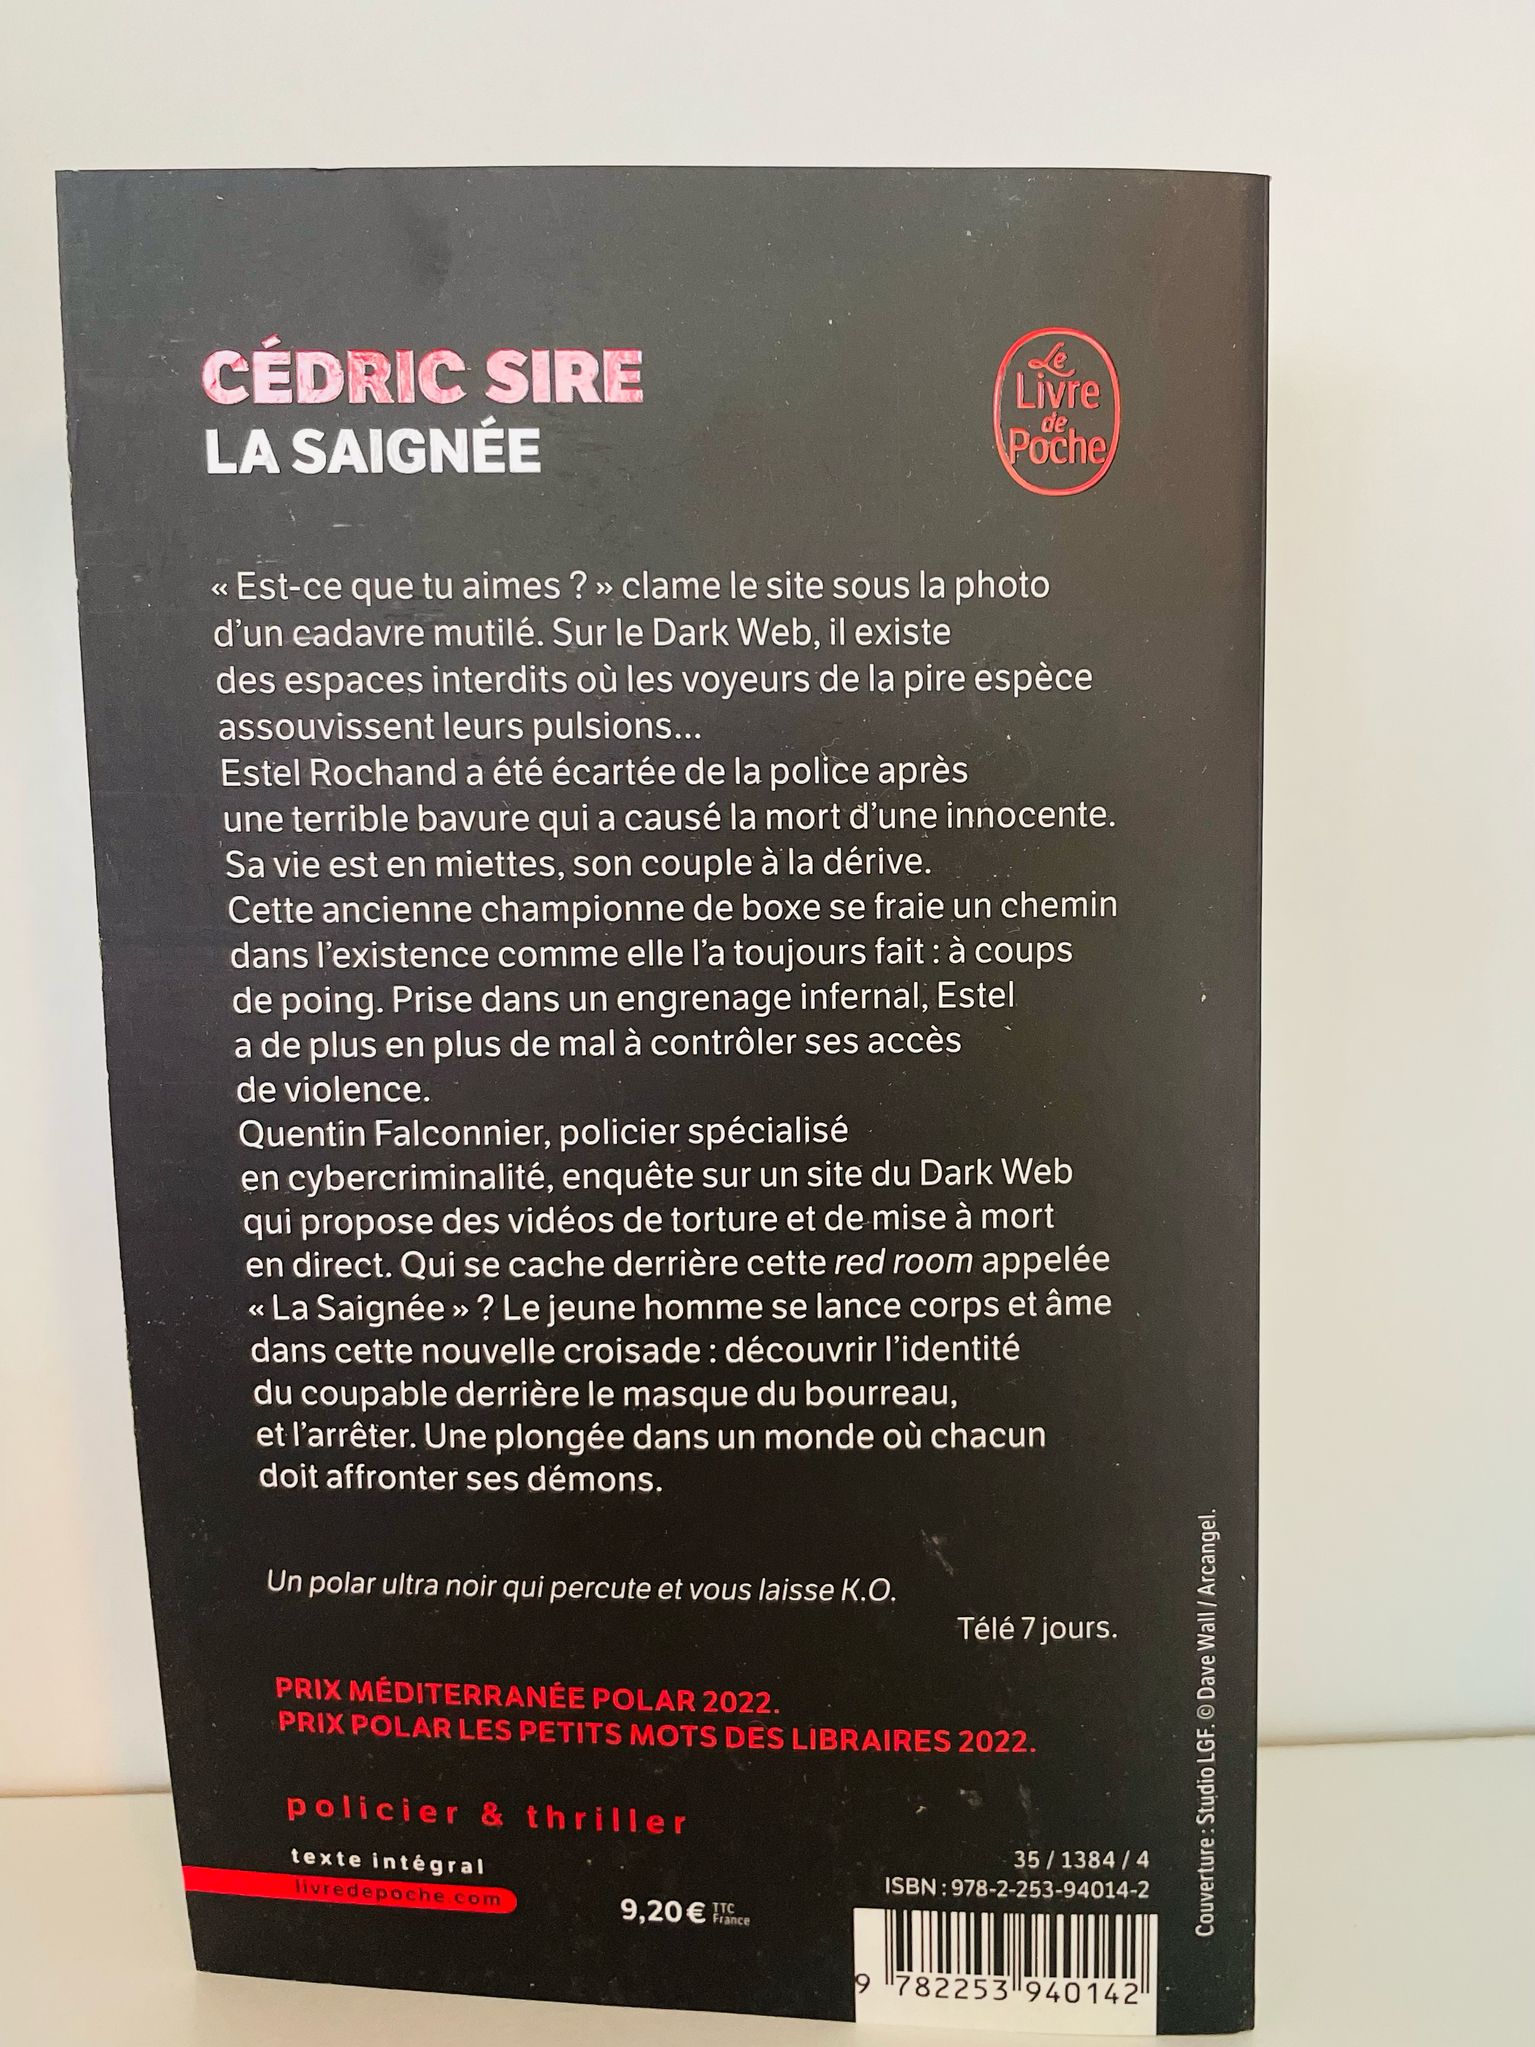 CÉDRIC SIRE
LA SAIGNÉE
Le
Livre
de
Poche
« Est-ce que tu aimes ? » clame le site sous la photo
d'un cadavre mutilé. Sur le Dark Web, il existe
des espaces interdits où les voyeurs de la pire espèce
assouvissent leurs pulsions...
Estel Rochand a été écartée de la police après
une terrible bavure qui a causé la mort d'une innocente.
Sa vie est en miettes, son couple à la dérive.
Cette ancienne championne de boxe se fraie un chemin
dans l'existence comme elle l'a toujours fait : à coups
de poing. Prise dans un engrenage infernal, Estel
a de plus en plus de mal à contrôler ses accès
de violence.
Quentin Falconnier, policier spécialisé
en cybercriminalité, enquête sur un site du Dark Web
qui propose des vidéos de torture et de mise à mort
en direct. Qui se cache derrière cette red room appelée
« La Saignée » ? Le jeune homme se lance corps et âme
dans cette nouvelle croisade : découvrir l'identité
du coupable derrière le masque du bourreau,
et l'arrêter. Une plongée dans un monde où chacun
doit affronter ses démons.
Un polar ultra noir qui percute et vous laisse K.O.
Télé 7 jours.
PRIX MÉDITERRANÉE POLAR 2022.
PRIX POLAR LES PETITS MOTS DES LIBRAIRES 2022.
policier & thriller
texte intégral
livredepoche.com
9,20 € TTC
France
35 / 1384 / 4
ISBN : 978-2-253-94014-2
9 782253 940142
Couverture : Studio LGF. © Dave Wall / Arcangel.